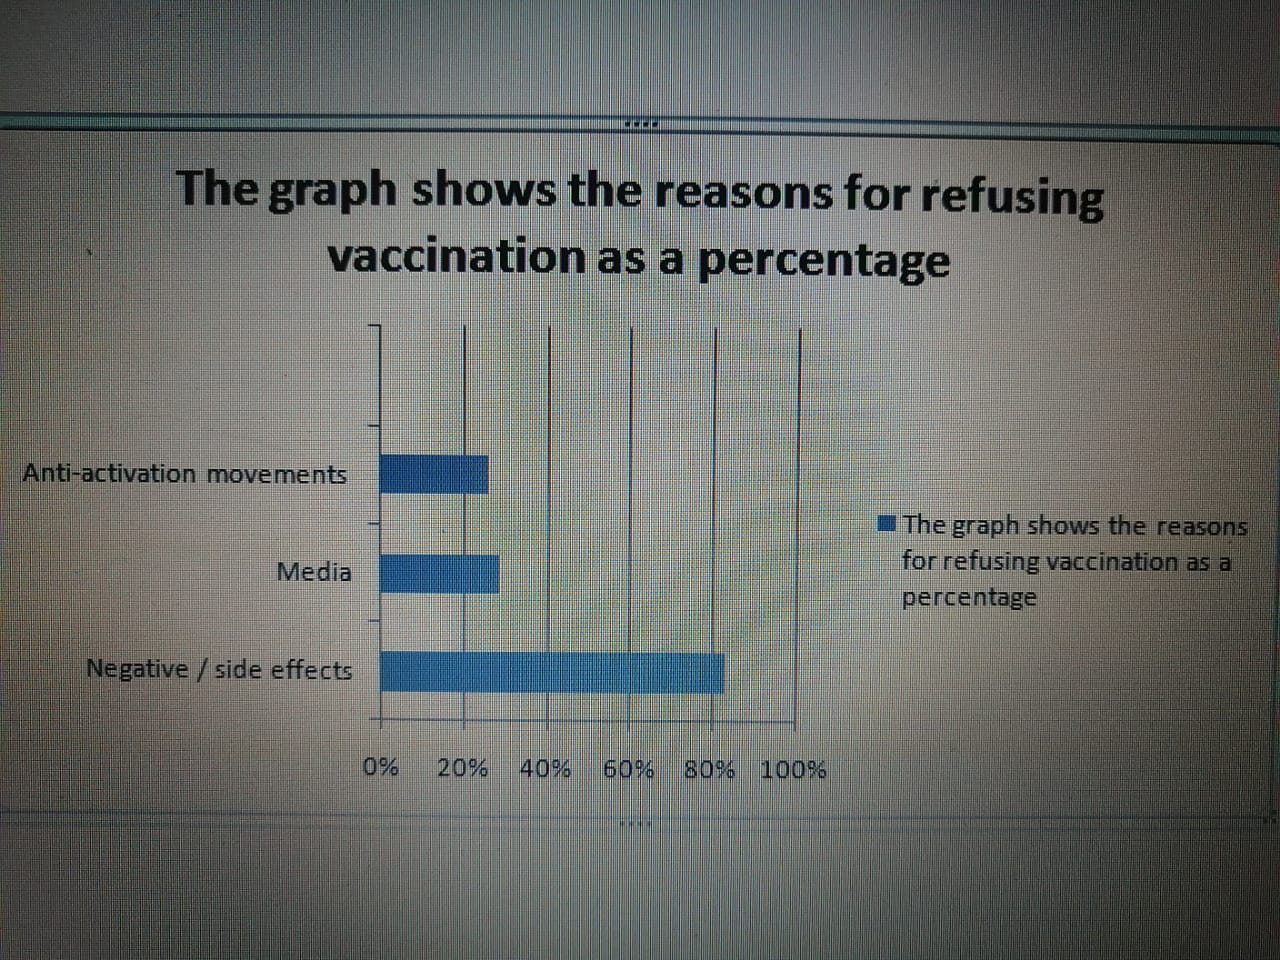 The graph shows the reasons for refusing
vaccination as a percentage
Anti-activation movements
Media
Negative / side effects
The graph shows the reasons
for refusing vaccination as a
percentage
0% 20% 40% 60% 80% 100%